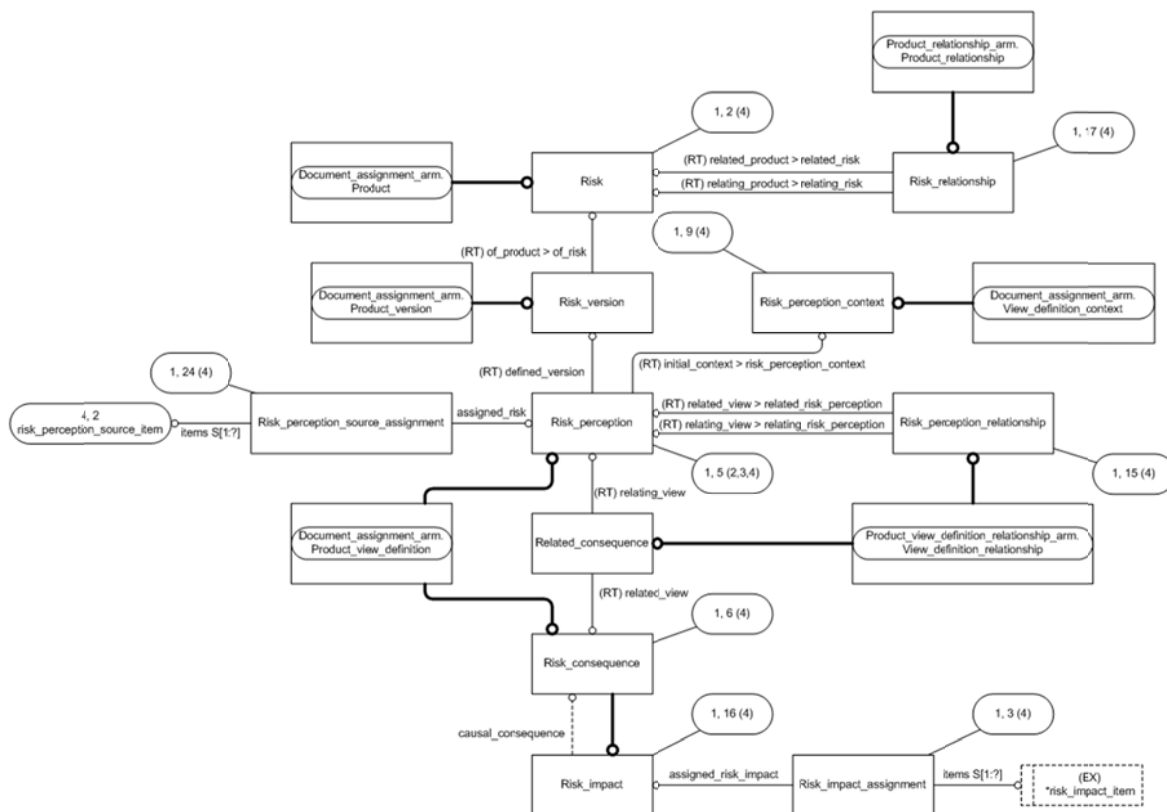 Product_relationship_arm.
Product_relationship
1, 2 (4)
1, 17 (4)
Document_assignment_arm.
Product
Risk
(RT) related_product > related_risk
(RT) relating_product > relating_risk
Risk_relationship
1, 9 (4)
(RT) of_product > of_risk
Document_assignment_arm.
Product_version
Risk_version
Risk_perception_context
Document_assignment_arm.
View_definition_context
(RT) defined_version
(RT) initial_context > risk_perception_context
1, 24 (4)
4, 2
risk_perception_source_item
items S[1:?]
Risk_perception_source_assignment
assigned_risk
Risk_perception
(RT) related_view > related_risk_perception
(RT) relating_view > relating_risk_perception
Risk_perception_relationship
1, 5 (2,3,4)
1, 15 (4)
(RT) relating_view
Document_assignment_arm.
Product_view_definition
Related_consequence
Product_view_definition_relationship_arm.
View_definition_relationship
(RT) related_view
1, 6 (4)
Risk_consequence
1, 16 (4)
1, 3 (4)
causal_consequence
Risk_impact
assigned_risk_impact
Risk_impact_assignment
items S[1:?]
(EX)
*risk_impact_item